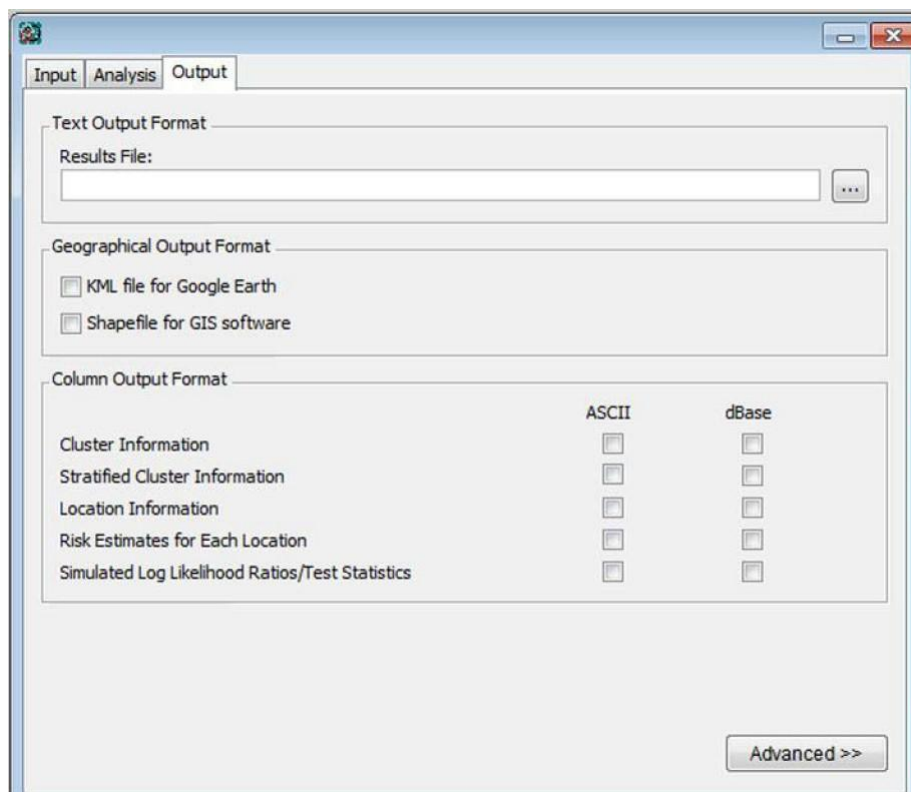 Input Analysis Output
Text Output Format
Results File:
...
Geographical Output Format
KML file for Google Earth
Shapefile for GIS software
Column Output Format
ASCII dBase
Cluster Information
Stratified Cluster Information
Location Information
Risk Estimates for Each Location
Simulated Log Likelihood Ratios/Test Statistics
Advanced >>